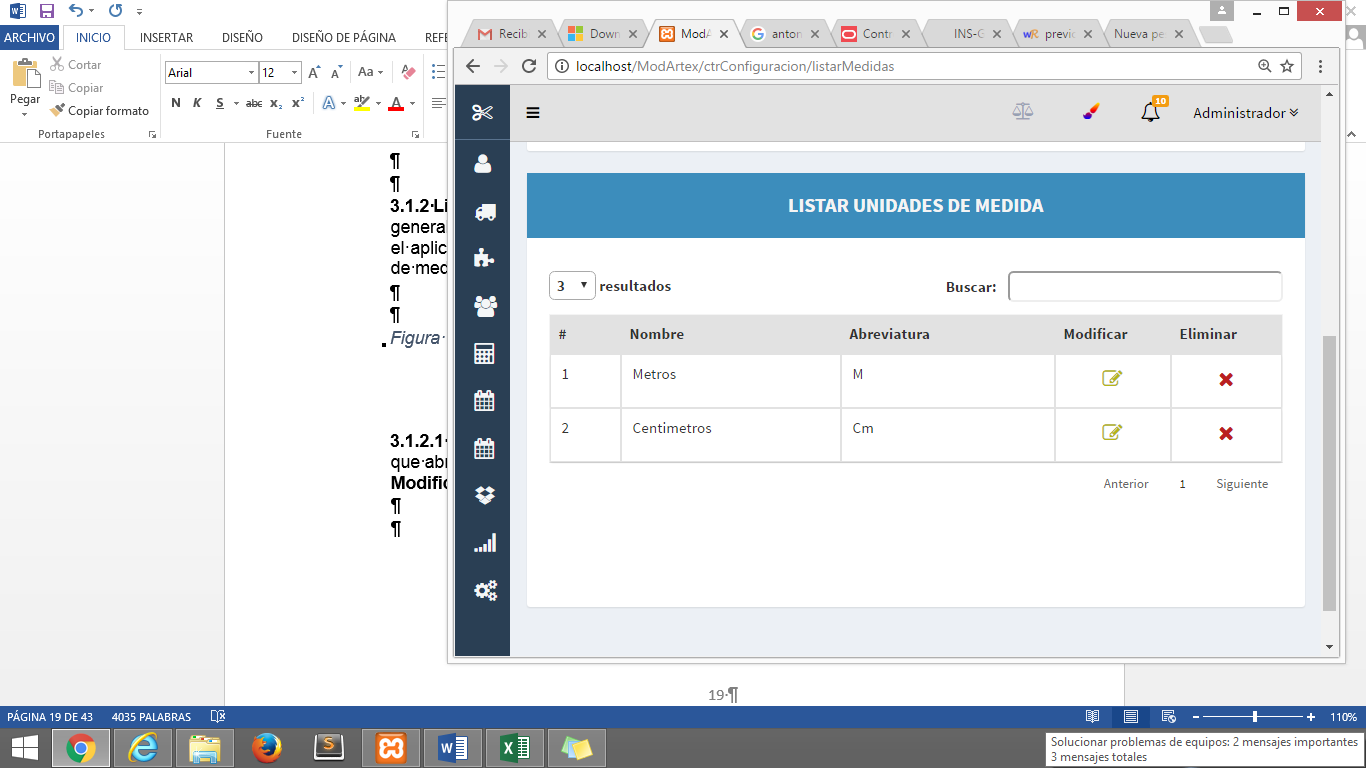 ARCHIVO INICIO INSERTAR DISEÑO DISEÑO DE PÁGINA REFE
Pegar
Cortar
Copiar
Copiar formato
Portapapeles
Arial 12
Aa
N K S abc x₂ x²
A A
Fuente
¶
¶
3.1.2·Li
genera
el·aplic
de·med
¶
¶
Figura·
3.1.2.1·
que·abr
Modific
¶
¶
19·¶
Recib
Down
ModA
anton
Contr
INS-G
previc
Nueva pe
localhost/ModArtex/ctrConfiguracion/listarMedidas
10
Administrador
LISTAR UNIDADES DE MEDIDA
3 resultados
Buscar:
# Nombre Abreviatura Modificar Eliminar
1 Metros M
2 Centimetros Cm
Anterior 1 Siguiente
PÁGINA 19 DE 43 4035 PALABRAS
110%
Solucionar problemas de equipos: 2 mensajes importantes
3 mensajes totales